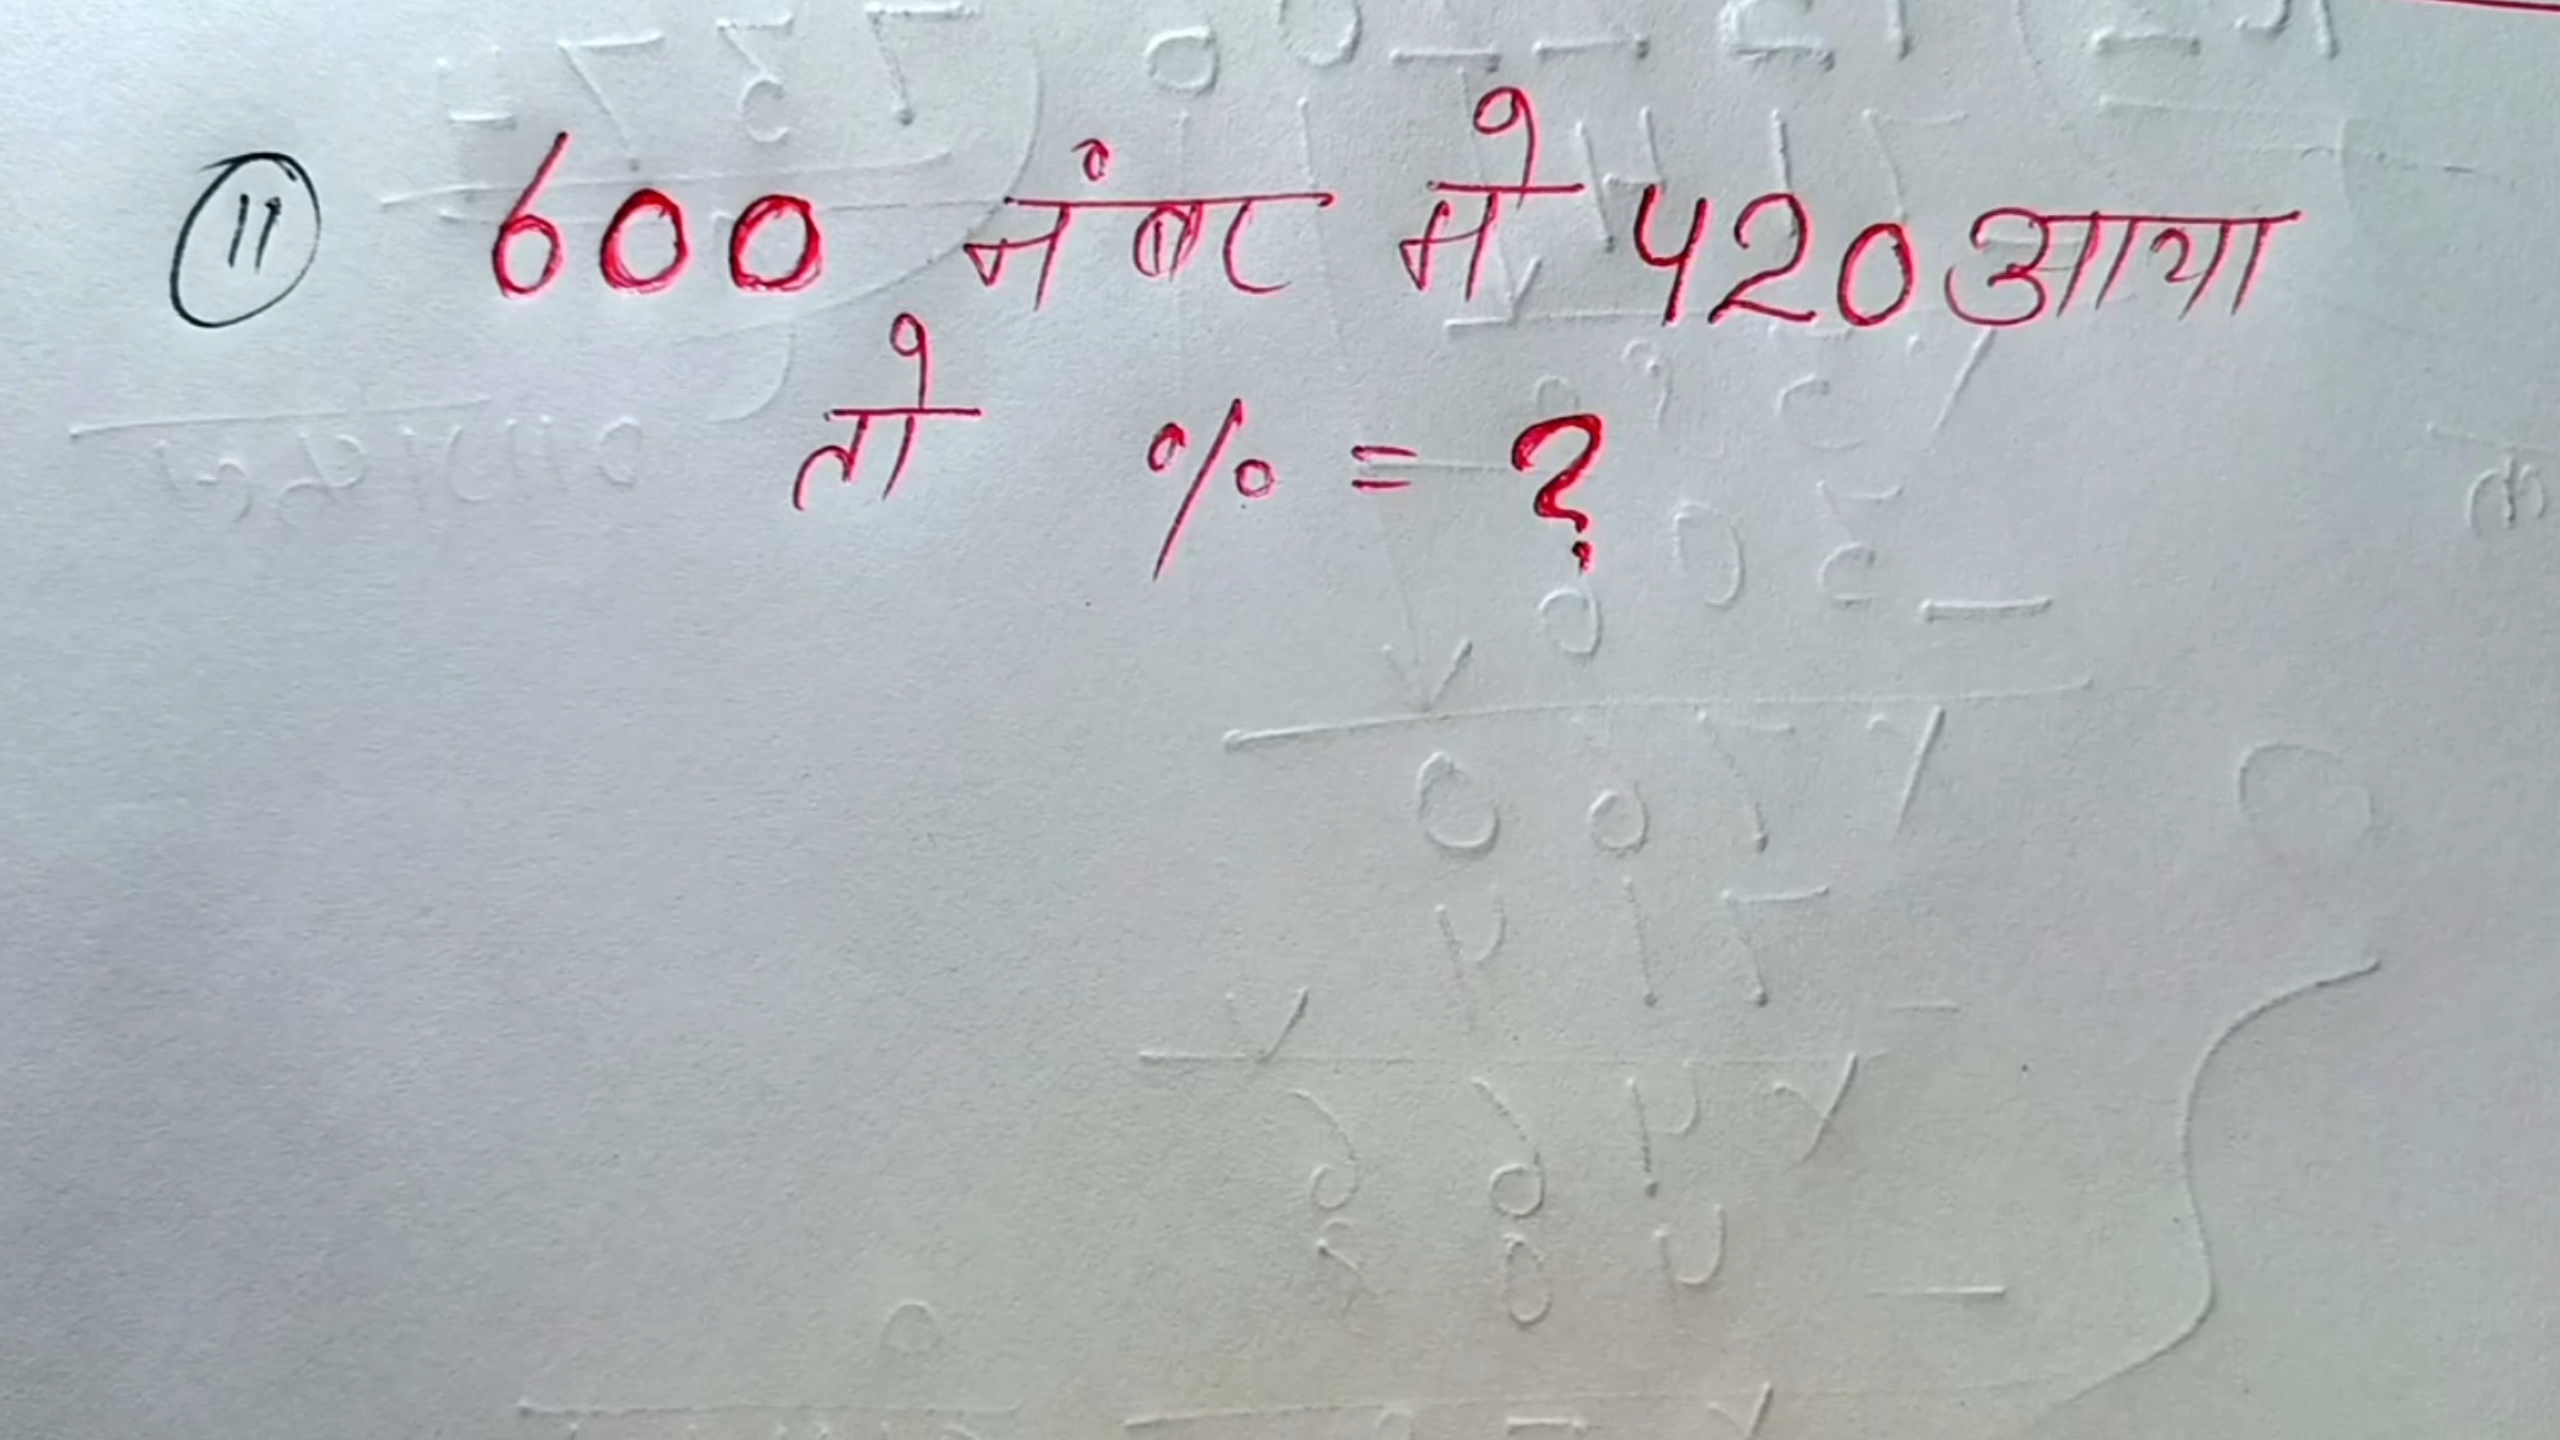 11 600 नंबर मे 420 आया
तो % = ?